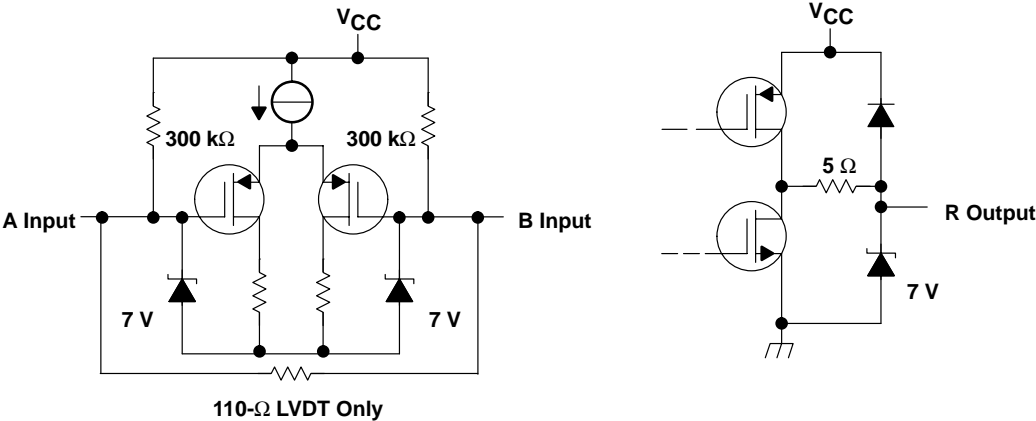 VCC
300 kΩ
300 kΩ
A Input
B Input
7 V
7 V
110-Ω LVDT Only
VCC
5 Ω
R Output
7 V